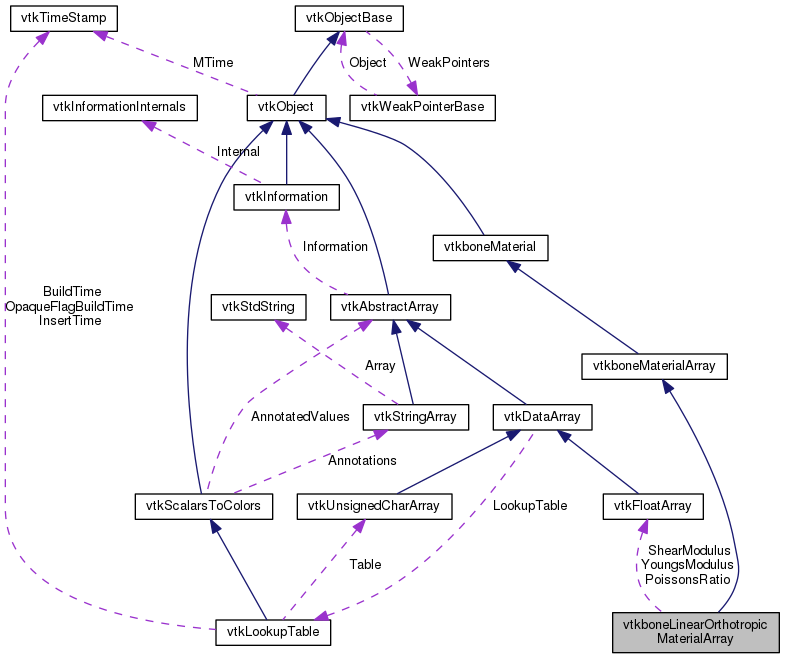 vtkTimeStamp
vtkObjectBase
MTime
Object
WeakPointers
vtkInformationInternals
vtkObject
vtkWeakPointerBase
Internal
vtkInformation
Information
vtkboneMaterial
BuildTime
OpaqueFlagBuildTime
InsertTime
vtkStdString
vtkAbstractArray
Array
vtkboneMaterialArray
AnnotatedValues
vtkStringArray
vtkDataArray
Annotations
vtkScalarsToColors
vtkUnsignedCharArray
LookupTable
vtkFloatArray
Table
ShearModulus
YoungsModulus
PoissonsRatio
vtkLookupTable
vtkboneLinearOrthotropic
MaterialArray